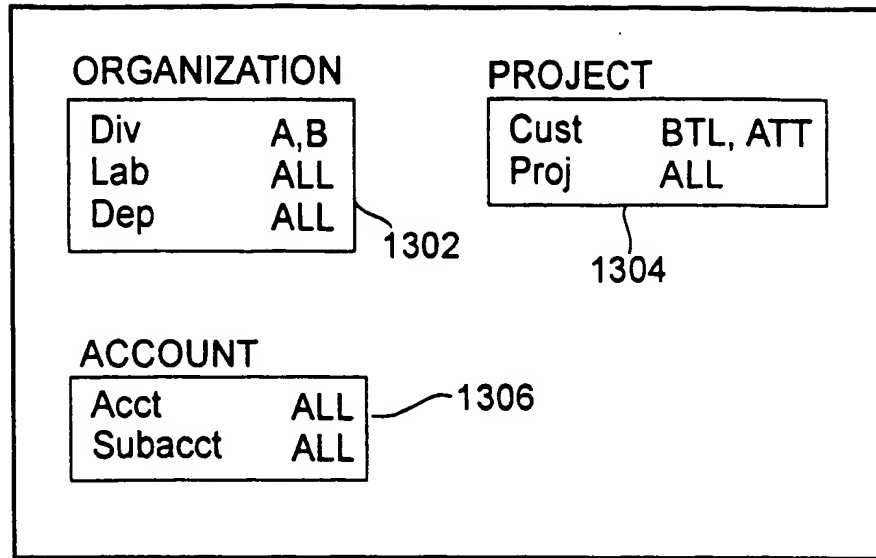 ORGANIZATION
Div A,B
Lab ALL
Dep ALL
1302
PROJECT
Cust BTL, ATT
Proj ALL
1304
ACCOUNT
Acct ALL
Subacct ALL
1306